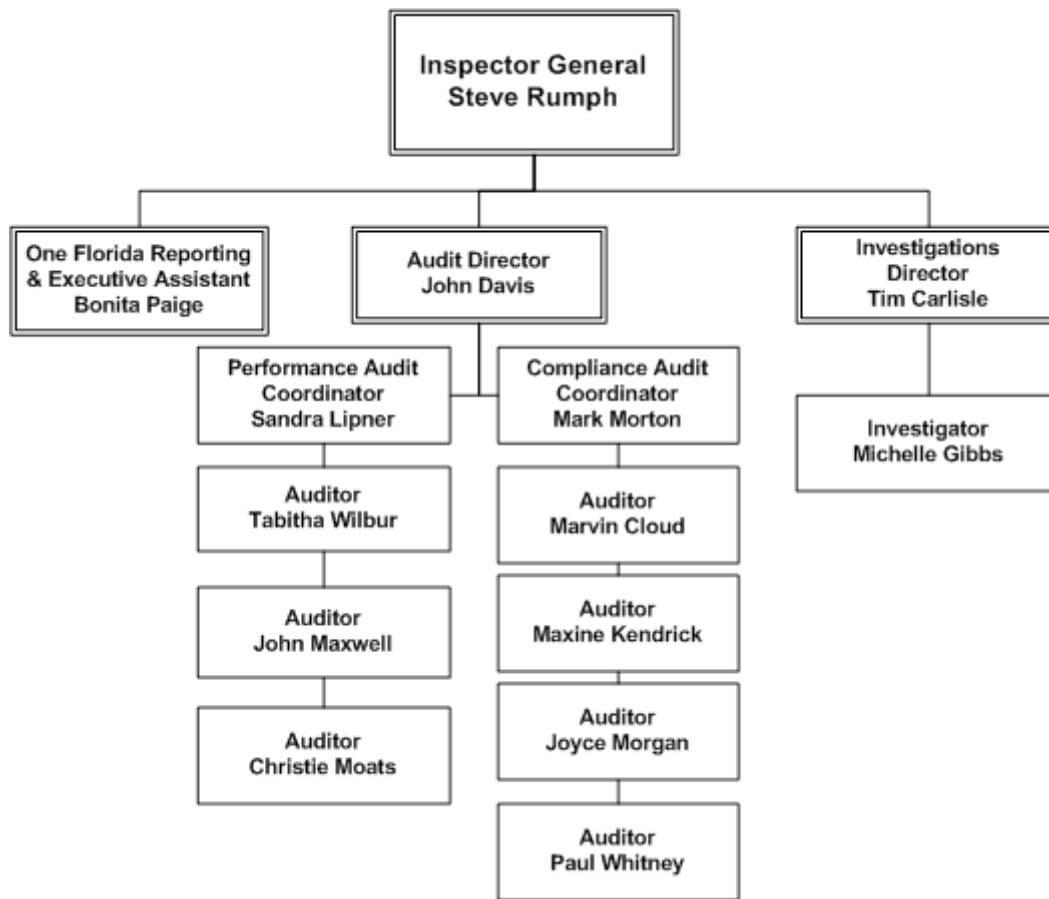 Inspector General
Steve Rumph
One Florida Reporting
& Executive Assistant
Bonita Paige
Audit Director
John Davis
Investigations
Director
Tim Carlisle
Performance Audit
Coordinator
Sandra Lipner
Compliance Audit
Coordinator
Mark Morton
Investigator
Michelle Gibbs
Auditor
Tabitha Wilbur
Auditor
Marvin Cloud
Auditor
John Maxwell
Auditor
Maxine Kendrick
Auditor
Christie Moats
Auditor
Joyce Morgan
Auditor
Paul Whitney